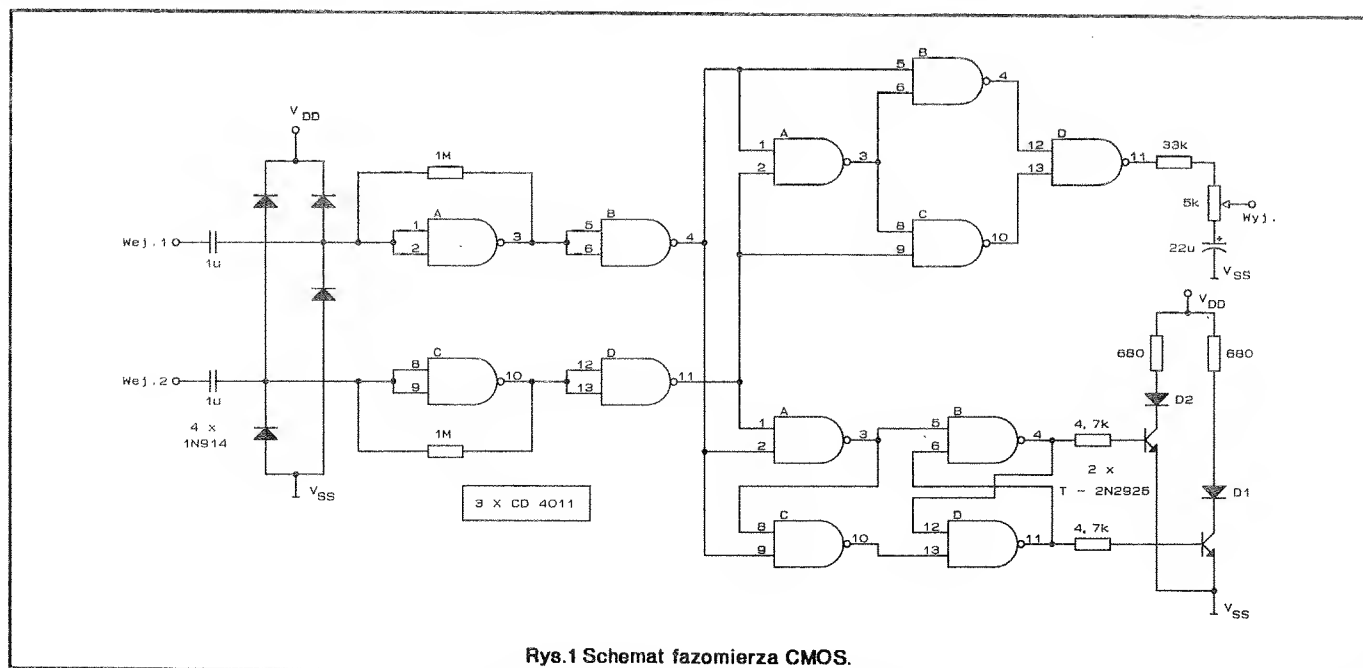 V DD
Wej.1
1u
1M
A
1
2
3
B
5
6
4
Wej.2
1u
4 x
1N914
V SS
C
8
9
10
1M
D
12
13
11
3 X CD 4011
A
1
2
3
B
5
6
4
C
8
9
10
D
12
13
11
33k
5k
Wyj.
+
22u
V SS
A
1
2
3
B
5
6
4
C
8
9
10
D
12
13
11
4,7k
2 x
T - 2N2925
4,7k
V DD
680
680
D2
D1
V SS
Rys.1 Schemat fazomierza CMOS.